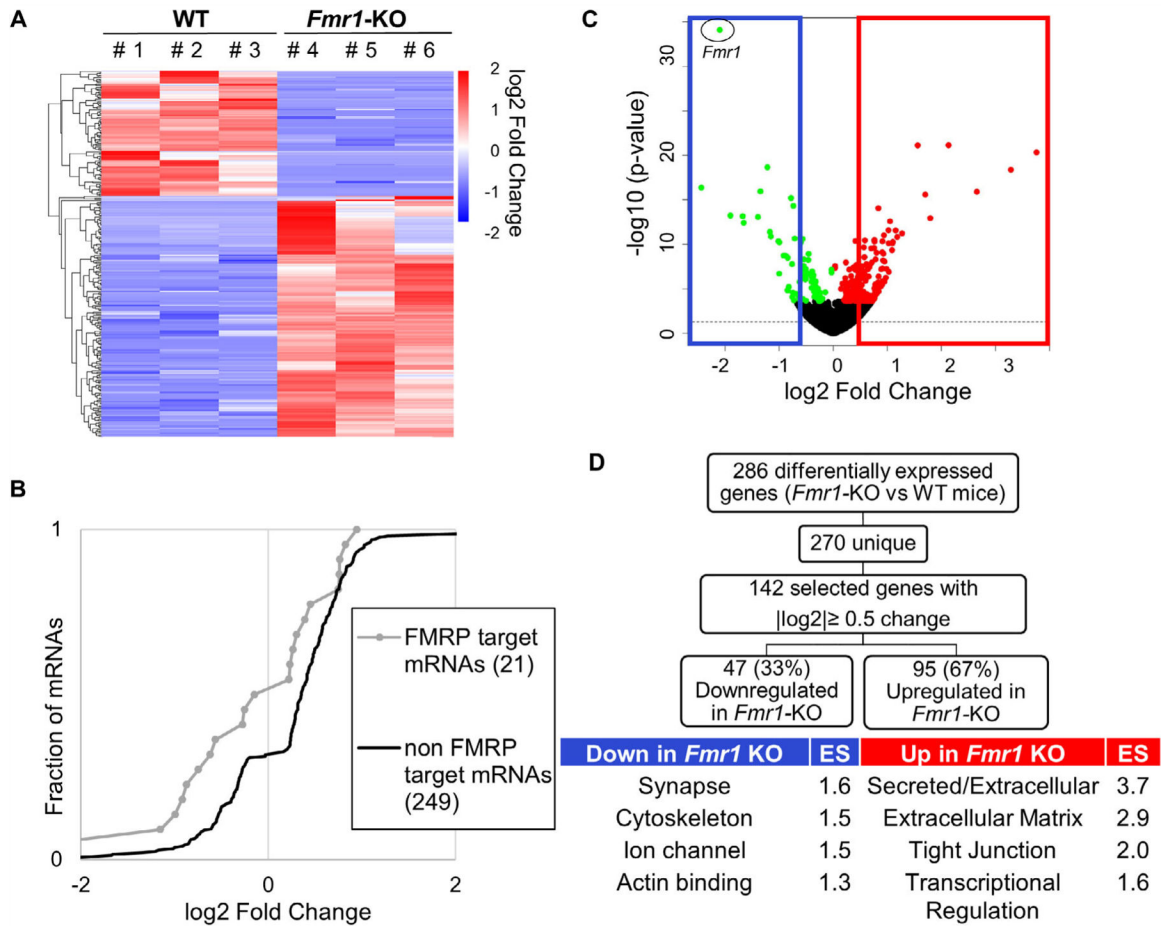 A
WT Fmr1-KO
# 1 # 2 # 3 # 4 # 5 # 6
2
1
0
-1
-2
log2 Fold Change
B
1
Fraction of mRNAs
0
-2 0 2
log2 Fold Change
FMRP target
mRNAs (21)
non FMRP
target mRNAs
(249)
C
Fmr1
30
20
10
0
-log10 (p-value)
-2 -1 0 1 2 3
log2 Fold Change
D
286 differentially expressed
genes (Fmr1-KO vs WT mice)
270 unique
142 selected genes with
|log2|≥ 0.5 change
47 (33%)
Downregulated
in Fmr1-KO
95 (67%)
Upregulated in
Fmr1-KO
Down in Fmr1 KO ES Up in Fmr1 KO ES
Synapse 1.6 Secreted/Extracellular 3.7
Cytoskeleton 1.5 Extracellular Matrix 2.9
Ion channel 1.5 Tight Junction 2.0
Actin binding 1.3 Transcriptional 1.6
Regulation